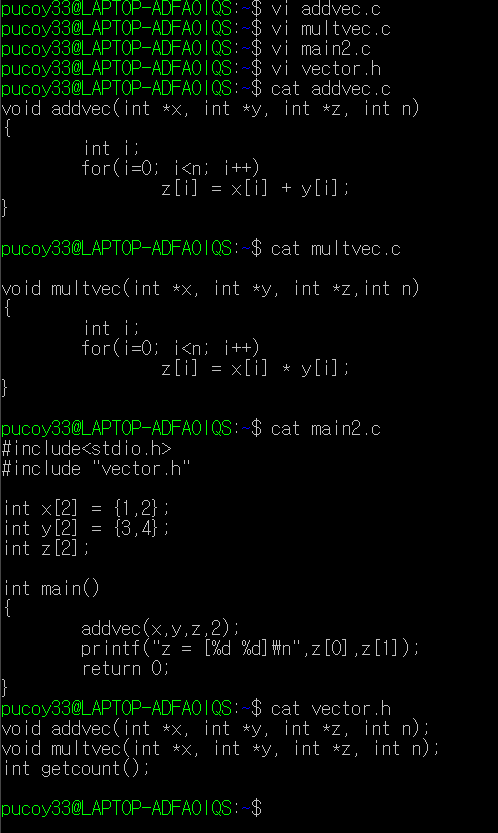 pucoy33@LAPTOP-ADFAOIQS:~$ vi addvec.c
pucoy33@LAPTOP-ADFAOIQS:~$ vi multvec.c
pucoy33@LAPTOP-ADFAOIQS:~$ vi main2.c
pucoy33@LAPTOP-ADFAOIQS:~$ vi vector.h
pucoy33@LAPTOP-ADFAOIQS:~$ cat addvec.c
void addvec(int *x, int *y, int *z, int n)
{
        int i;
        for(i=0; i<n; i++)
                z[i] = x[i] + y[i];
}
pucoy33@LAPTOP-ADFAOIQS:~$ cat multvec.c
void multvec(int *x, int *y, int *z,int n)
{
        int i;
        for(i=0; i<n; i++)
                z[i] = x[i] * y[i];
}
pucoy33@LAPTOP-ADFAOIQS:~$ cat main2.c
#include<stdio.h>
#include "vector.h"
int x[2] = {1,2};
int y[2] = {3,4};
int z[2];
int main()
{
        addvec(x,y,z,2);
        printf("z = [%d %d]₩n",z[0],z[1]);
        return 0;
}
pucoy33@LAPTOP-ADFAOIQS:~$ cat vector.h
void addvec(int *x, int *y, int *z, int n);
void multvec(int *x, int *y, int *z, int n);
int getcount();
pucoy33@LAPTOP-ADFAOIQS:~$